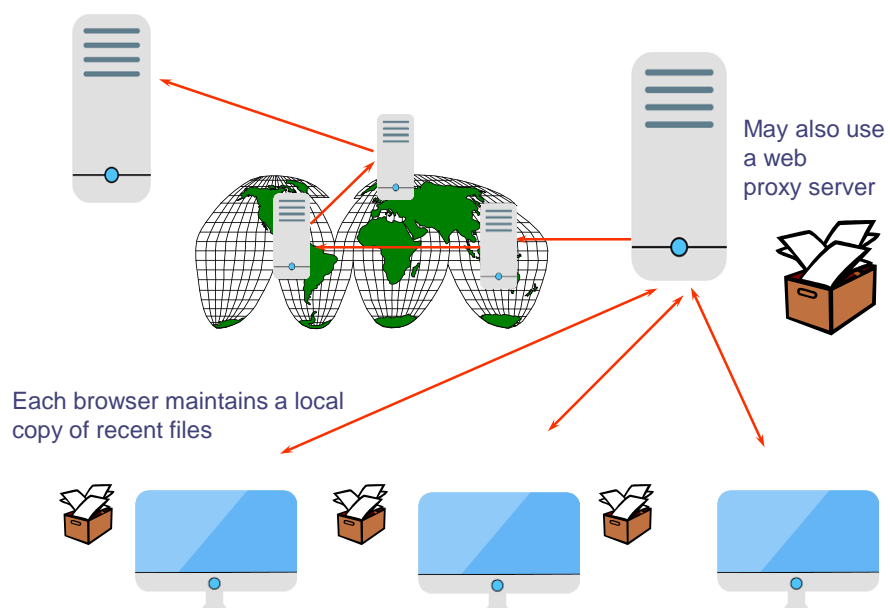 May also use
a web
proxy server
Each browser maintains a local
copy of recent files